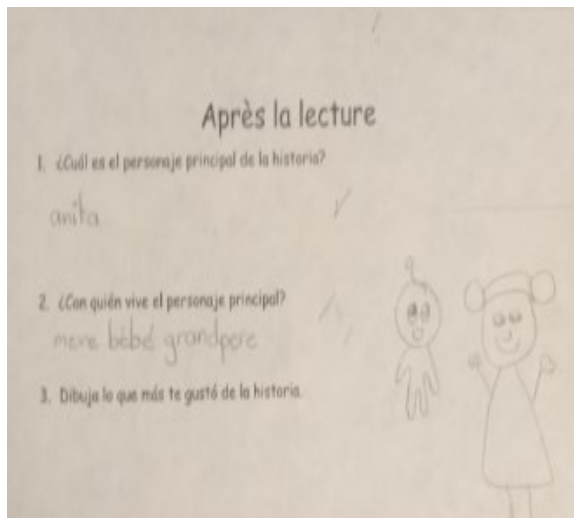 Après la lecture
1. ¿Cuál es el personaje principal de la historia?
anita
2. ¿Con quién vive el personaje principal?
mere bébé grandpere
3. Dibuja lo que más te gustó de la historia.